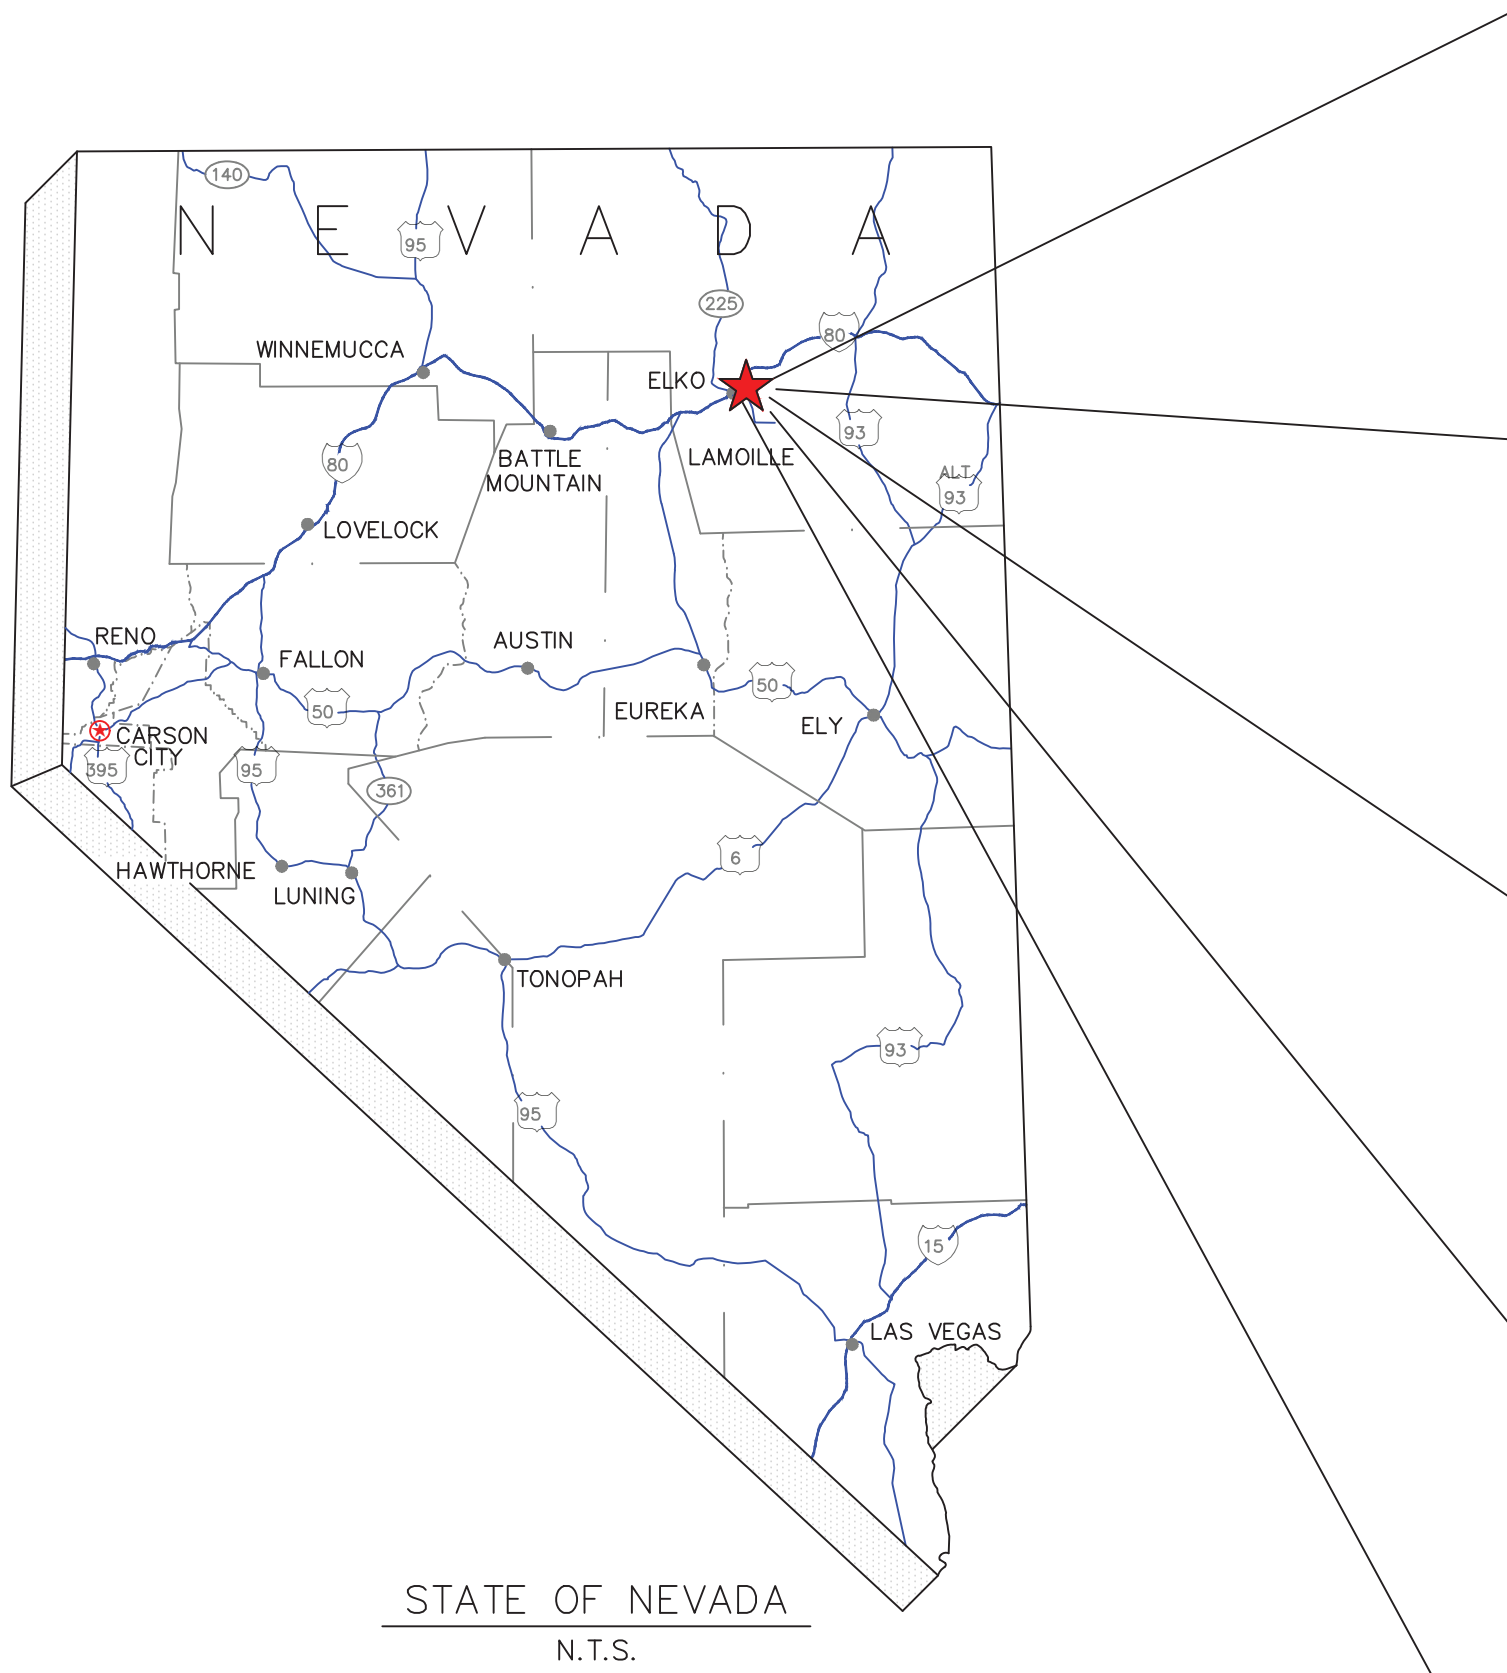 140
N E V A D A
95
225
80
WINNEMUCCA
ELKO
93
80
BATTLE
MOUNTAIN
LAMOILLE
ALT
93
LOVELOCK
RENO
FALLON
AUSTIN
50
50
EUREKA
ELY
CARSON
CITY
395
95
361
6
HAWTHORNE
LUNING
TONOPAH
93
95
15
LAS VEGAS
STATE OF NEVADA
N.T.S.